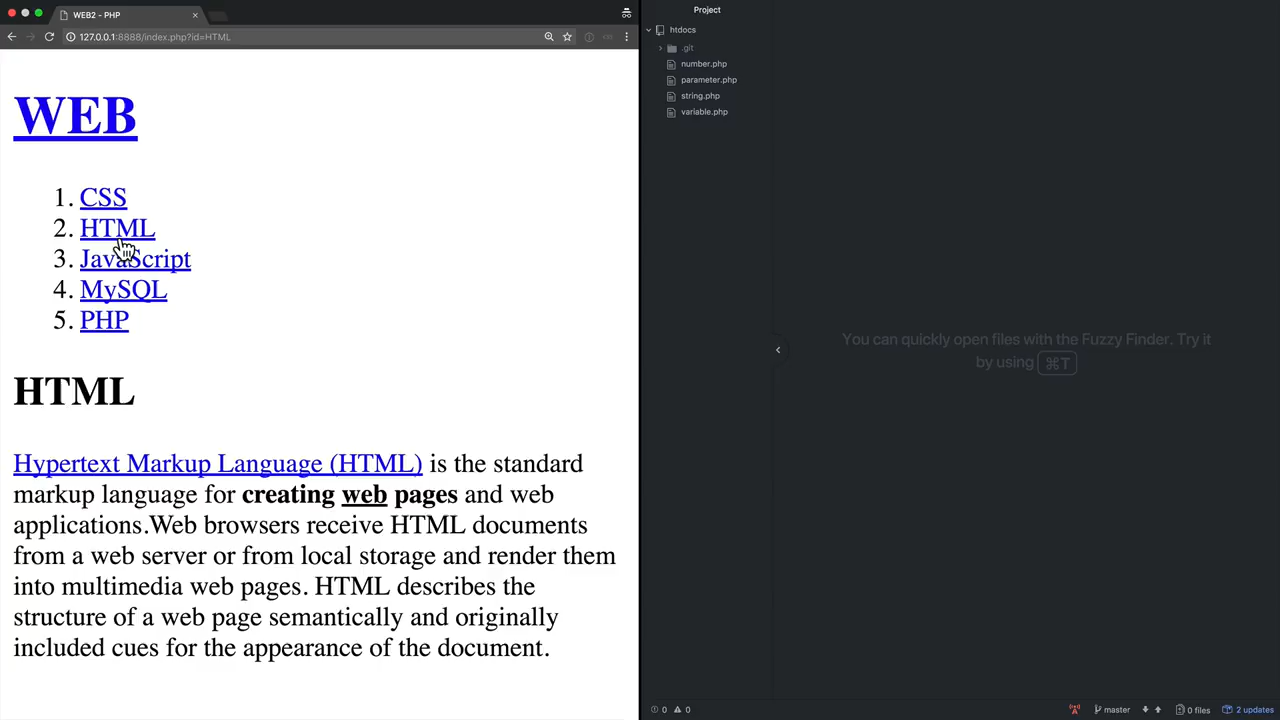 WEB2 - PHP
127.0.0.1:8888/index.php?id=HTML
WEB
1. CSS
2. HTML
3. JavaScript
4. MySQL
5. PHP
HTML
Hypertext Markup Language (HTML) is the standard
markup language for creating web pages and web
applications.Web browsers receive HTML documents
from a web server or from local storage and render them
into multimedia web pages. HTML describes the
structure of a web page semantically and originally
included cues for the appearance of the document.
Project
htdocs
.git
number.php
parameter.php
string.php
variable.php
You can quickly open files with the Fuzzy Finder. Try it
by using ⌘T
0 0
master
0 files
2 updates